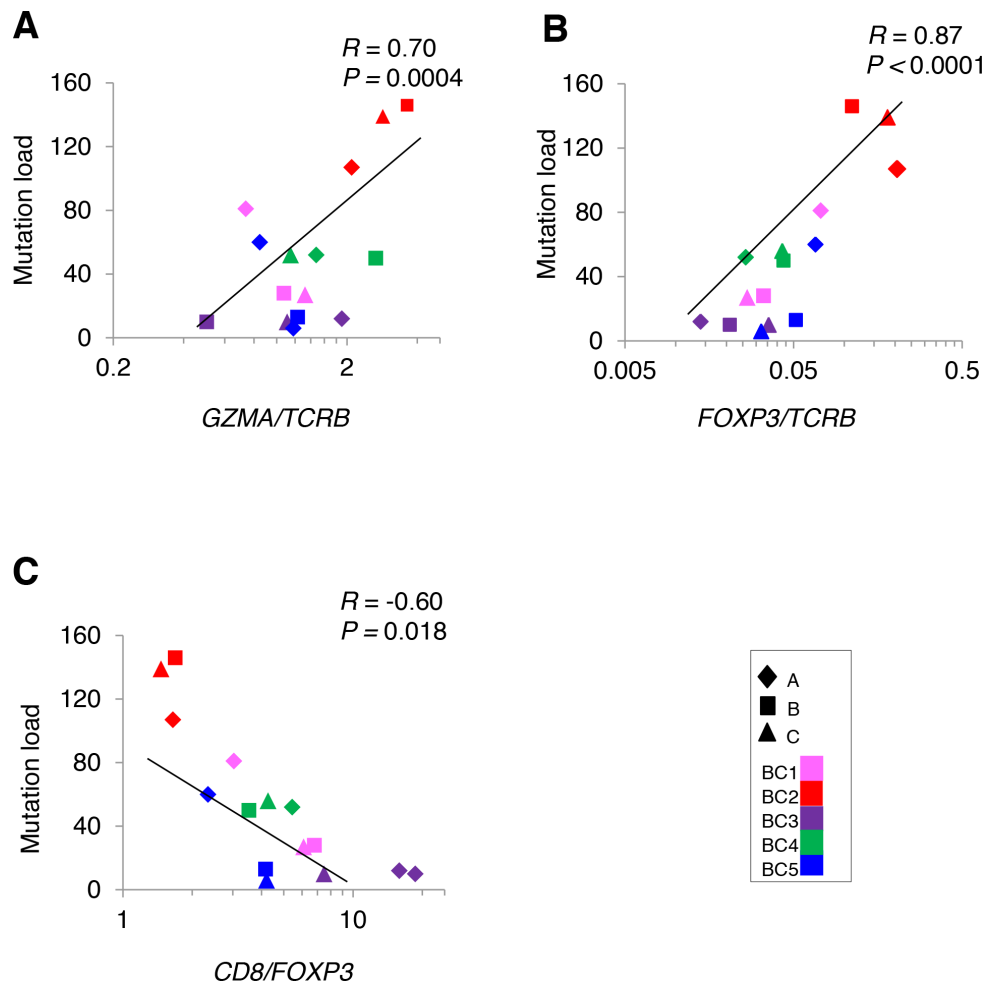 A
R = 0.70
P = 0.0004
160
120
80
40
0
Mutation load
0.2
2
GZMA/TCRB
B
R = 0.87
P < 0.0001
160
120
80
40
0
Mutation load
0.005
0.05
0.5
FOXP3/TCRB
C
R = -0.60
P = 0.018
160
120
80
40
0
Mutation load
1
10
CD8/FOXP3
A
B
C
BC1
BC2
BC3
BC4
BC5